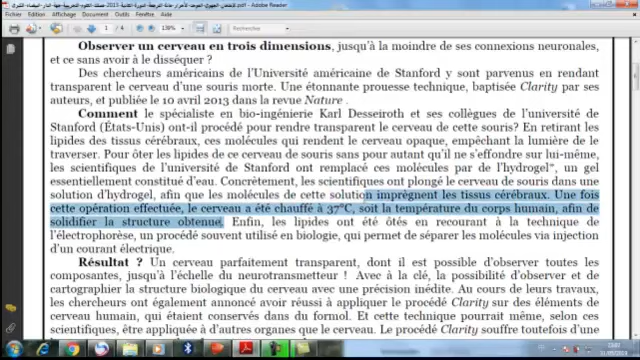 2013 - Adobe Reader
Fichier Edition Affichage Document Outils Fenêtre Aide
1 / 4
138%
Rechercher
Observer un cerveau en trois dimensions, jusqu'à la moindre de ses connexions neuronales,
et ce sans avoir à le disséquer ?
Des chercheurs américains de l'Université américaine de Stanford y sont parvenus en rendant
transparent le cerveau d'une souris morte. Une étonnante prouesse technique, baptisée Clarity par ses
auteurs, et publiée le 10 avril 2013 dans la revue Nature .
Comment le spécialiste en bio-ingénierie Karl Desseiroth et ses collègues de l'université de
Stanford (États-Unis) ont-il procédé pour rendre transparent le cerveau de cette souris? En retirant les
lipides des tissus cérébraux, ces molécules qui rendent le cerveau opaque, empêchant la lumière de le
traverser. Pour ôter les lipides de ce cerveau de souris sans pour autant qu'il ne s'effondre sur lui-même,
les scientifiques de l'université de Stanford ont remplacé ces molécules par de l'hydrogel", un
gel essentiellement constitué d'eau. Concrètement, les scientifiques ont plongé le cerveau de souris dans une
solution d'hydrogel, afin que les molécules de cette solution imprègnent les tissus cérébraux. Une fois
cette opération effectuée, le cerveau a été chauffé à 37°C, soit la température du corps humain, afin de
solidifier la structure obtenue. Enfin, les lipides ont été ôtés en recourant à la technique de
l'électrophorèse, un procédé souvent utilisé en biologie, qui permet de séparer les molécules via injection
d'un courant électrique.
Résultat ? Un cerveau parfaitement transparent, dont il est possible d'observer toutes les
composantes, jusqu'à l'échelle du neurotransmetteur ! Avec à la clé, la possibilité d'observer et de
cartographier la structure biologique du cerveau avec une précision inédite. Au cours de leurs travaux,
les chercheurs ont également annoncé avoir réussi à appliquer le procédé Clarity sur des éléments de
cerveau humain, qui étaient conservés dans du formol. Et cette technique pourrait même, selon ces
scientifiques, être appliquée à d'autres organes que le cerveau. Le procédé Clarity souffre toutefois d'une
FR